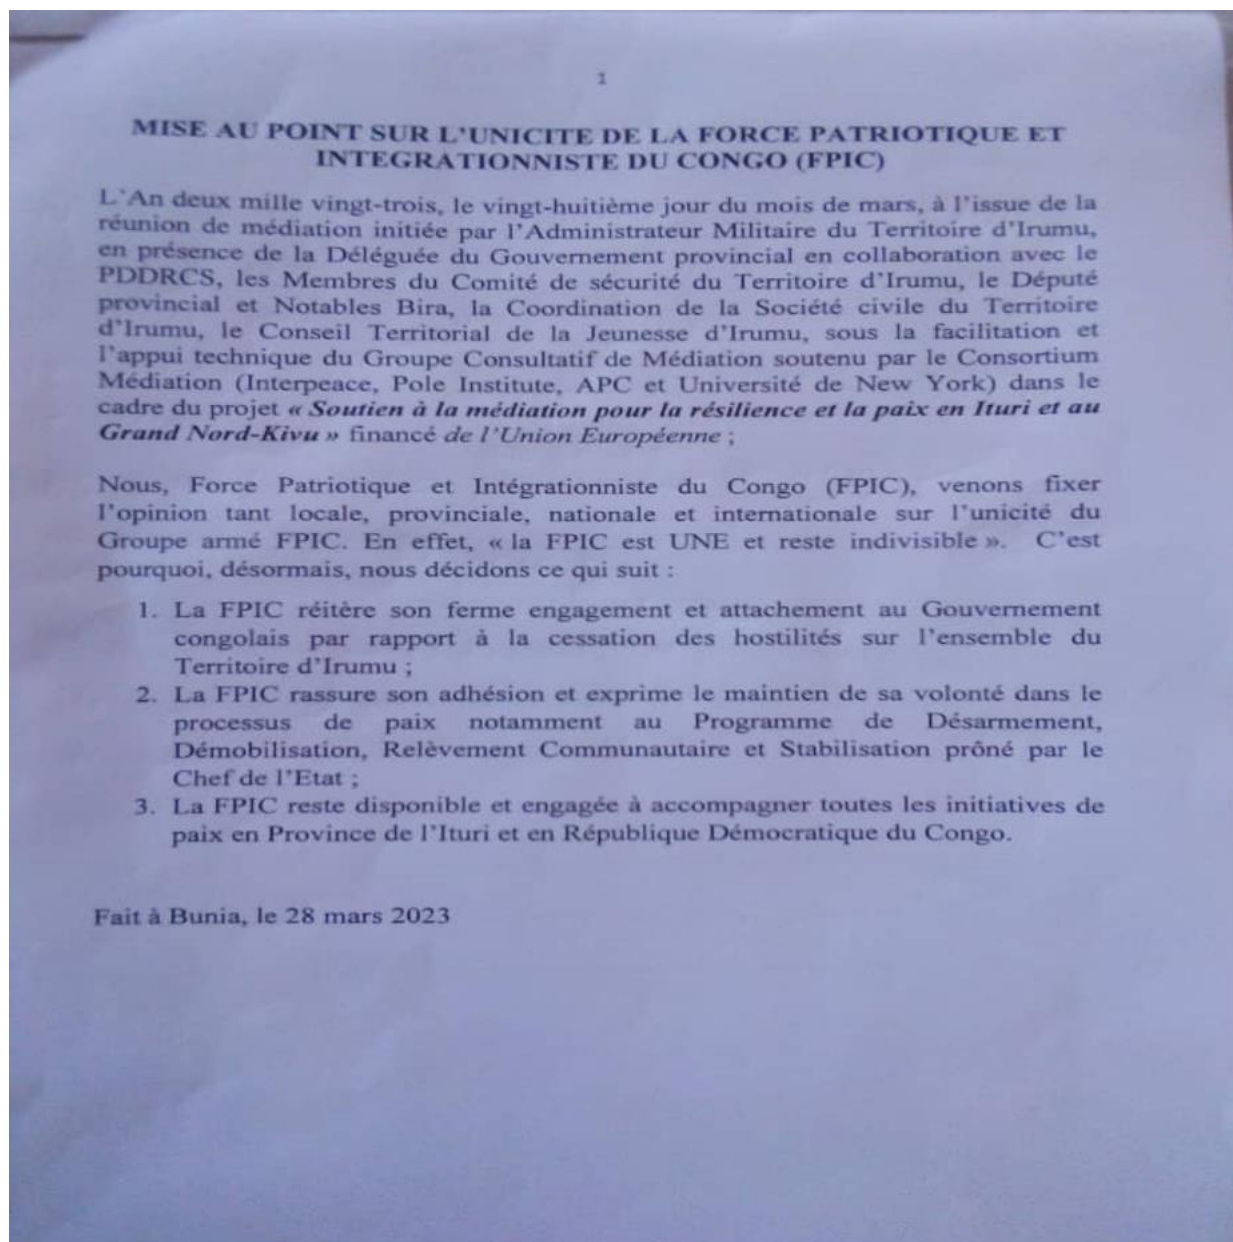 1
MISE AU POINT SUR L'UNICITE DE LA FORCE PATRIOTIQUE ET
INTEGRATIONNISTE DU CONGO (FPIC)
L'An deux mille vingt-trois, le vingt-huitième jour du mois de mars, à l'issue de la
réunion de médiation initiée par l'Administrateur Militaire du Territoire d'Irumu,
en présence de la Déléguée du Gouvernement provincial en collaboration avec le
PDDRCS, les Membres du Comité de sécurité du Territoire d'Irumu, le Député
provincial et Notables Bira, la Coordination de la Société civile du Territoire
d'Irumu, le Conseil Territorial de la Jeunesse d'Irumu, sous la facilitation et
l'appui technique du Groupe Consultatif de Médiation soutenu par le Consortium
Médiation (Interpeace, Pole Institute, APC et Université de New York) dans le
cadre du projet « Soutien à la médiation pour la résilience et la paix en Ituri et au
Grand Nord-Kivu » financé de l'Union Européenne ;
Nous, Force Patriotique et Intégrationniste du Congo (FPIC), venons fixer
l'opinion tant locale, provinciale, nationale et internationale sur l'unicité du
Groupe armé FPIC. En effet, « la FPIC est UNE et reste indivisible ». C'est
pourquoi, désormais, nous décidons ce qui suit :
1. La FPIC réitère son ferme engagement et attachement au Gouvernement
congolais par rapport à la cessation des hostilités sur l'ensemble du
Territoire d'Irumu ;
2. La FPIC rassure son adhésion et exprime le maintien de sa volonté dans le
processus de paix notamment au Programme de Désarmement,
Démobilisation, Relèvement Communautaire et Stabilisation prôné par le
Chef de l'Etat ;
3. La FPIC reste disponible et engagée à accompagner toutes les initiatives de
paix en Province de l'Ituri et en République Démocratique du Congo.
Fait à Bunia, le 28 mars 2023